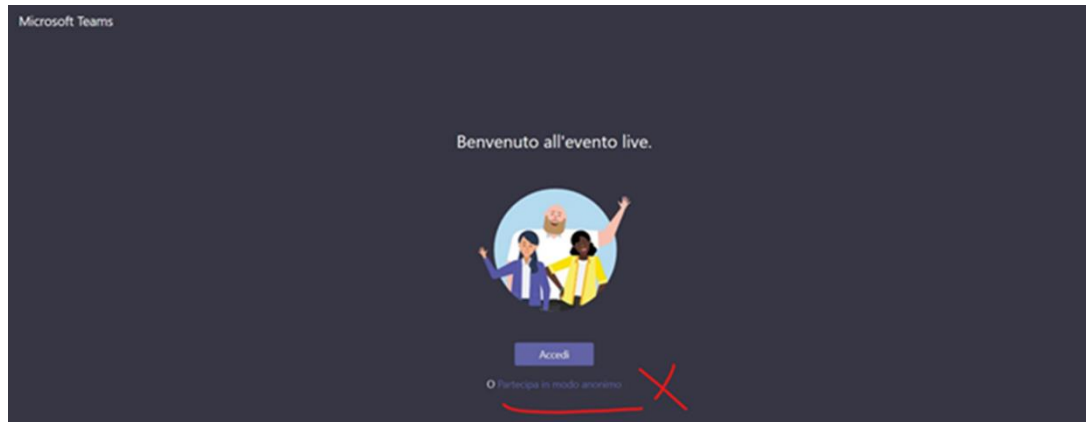 Microsoft Teams
Benvenuto all'evento live.
Accedi
O Partecipa in modo anonimo